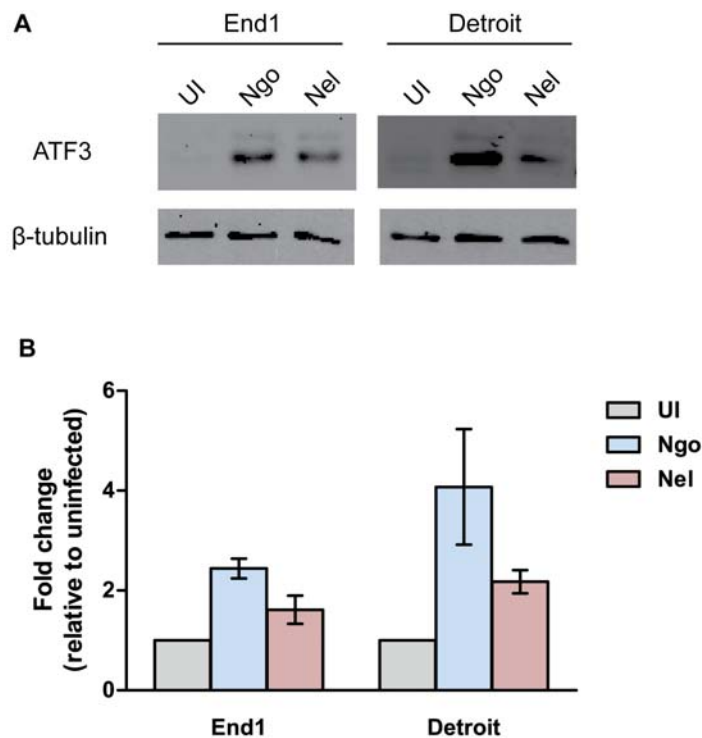 A
End1
Detroit
UI
Ngo
Nel
UI
Ngo
Nel
ATF3
β-tubulin
B
Fold change
(relative to uninfected)
6
4
2
0
End1
Detroit
UI
Ngo
Nel